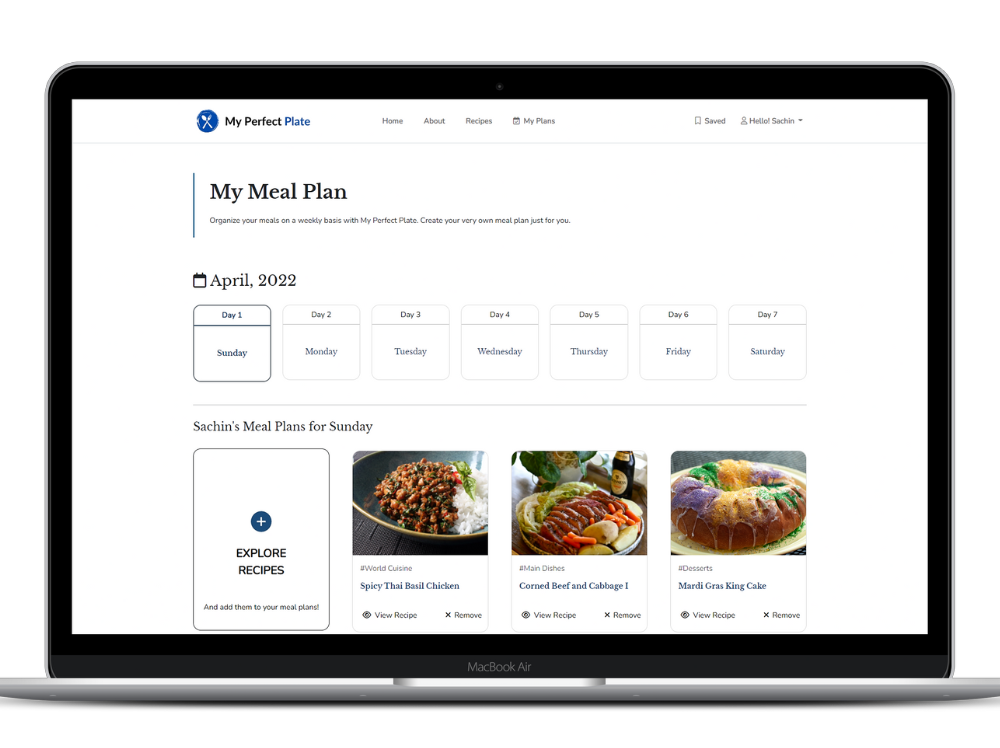 My Perfect Plate
Home About Recipes My Plans
Saved Hello! Sachin
My Meal Plan
Organize your meals on a weekly basis with My Perfect Plate. Create your very own meal plan just for you.
April, 2022
Day 1 Day 2 Day 3 Day 4 Day 5 Day 6 Day 7
Sunday Monday Tuesday Wednesday Thursday Friday Saturday
Sachin's Meal Plans for Sunday
EXPLORE
RECIPES
And add them to your meal plans!
#World Cuisine
Spicy Thai Basil Chicken
View Recipe Remove
#Main Dishes
Corned Beef and Cabbage I
View Recipe Remove
#Desserts
Mardi Gras King Cake
View Recipe Remove
MacBook Air